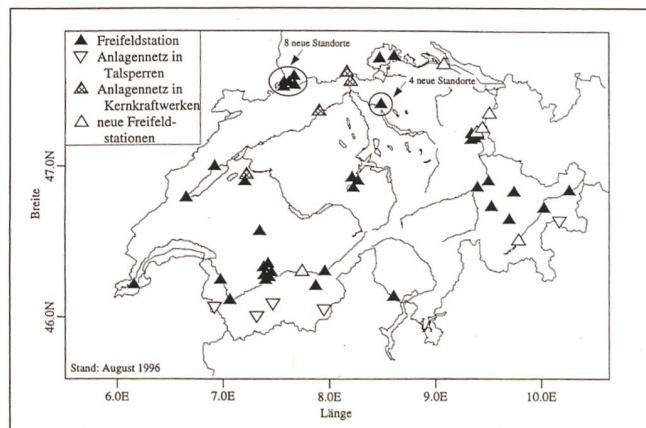 Freifeldstation
Anlagennetz in
Talsperren
Anlagennetz in
Kernkraftwerken
neue Freifeld-
stationen
8 neue Standorte
4 neue Standorte
47.0N
Breite
46.0N
Stand: August 1996
6.0E
7.0E
8.0E
9.0E
10.0E
Länge